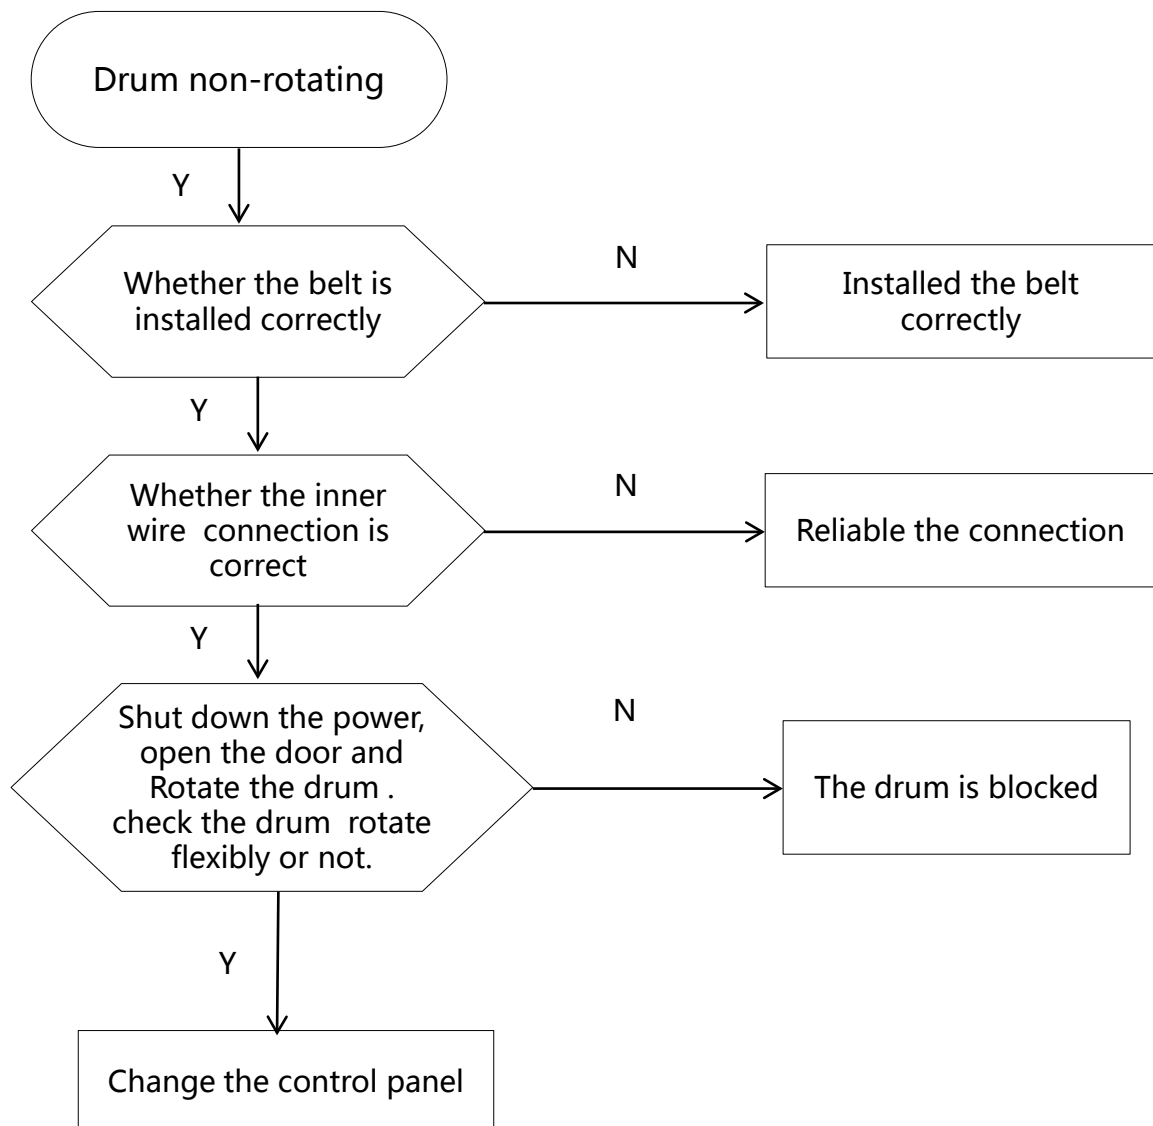 Drum non-rotating
Y
Whether the belt is
installed correctly
N
Installed the belt
correctly
Y
Whether the inner
wire  connection is
correct
N
Reliable the connection
Y
Shut down the power,
open the door and
Rotate the drum .
check the drum  rotate
flexibly or not.
N
The drum is blocked
Y
Change the control panel